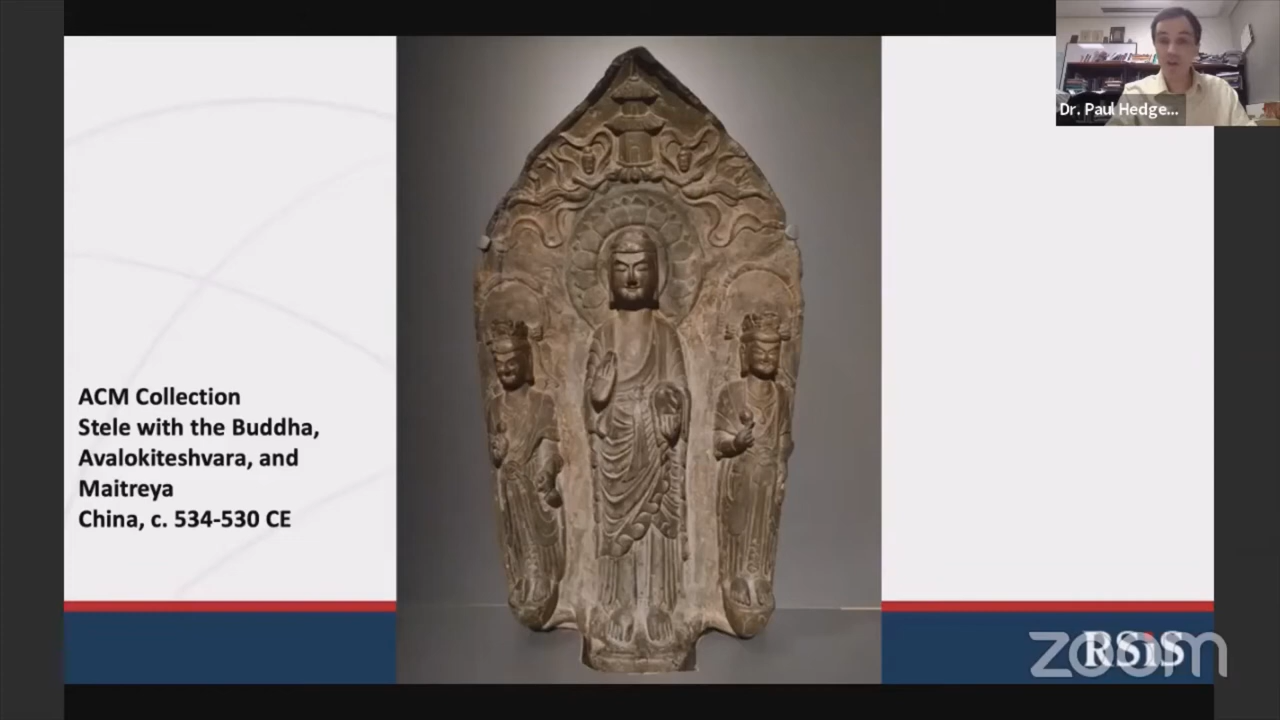 Dr. Paul Hedge...
ACM Collection
Stele with the Buddha,
Avalokiteshvara, and
Maitreya
China, c. 534-530 CE
RSiS
zoom